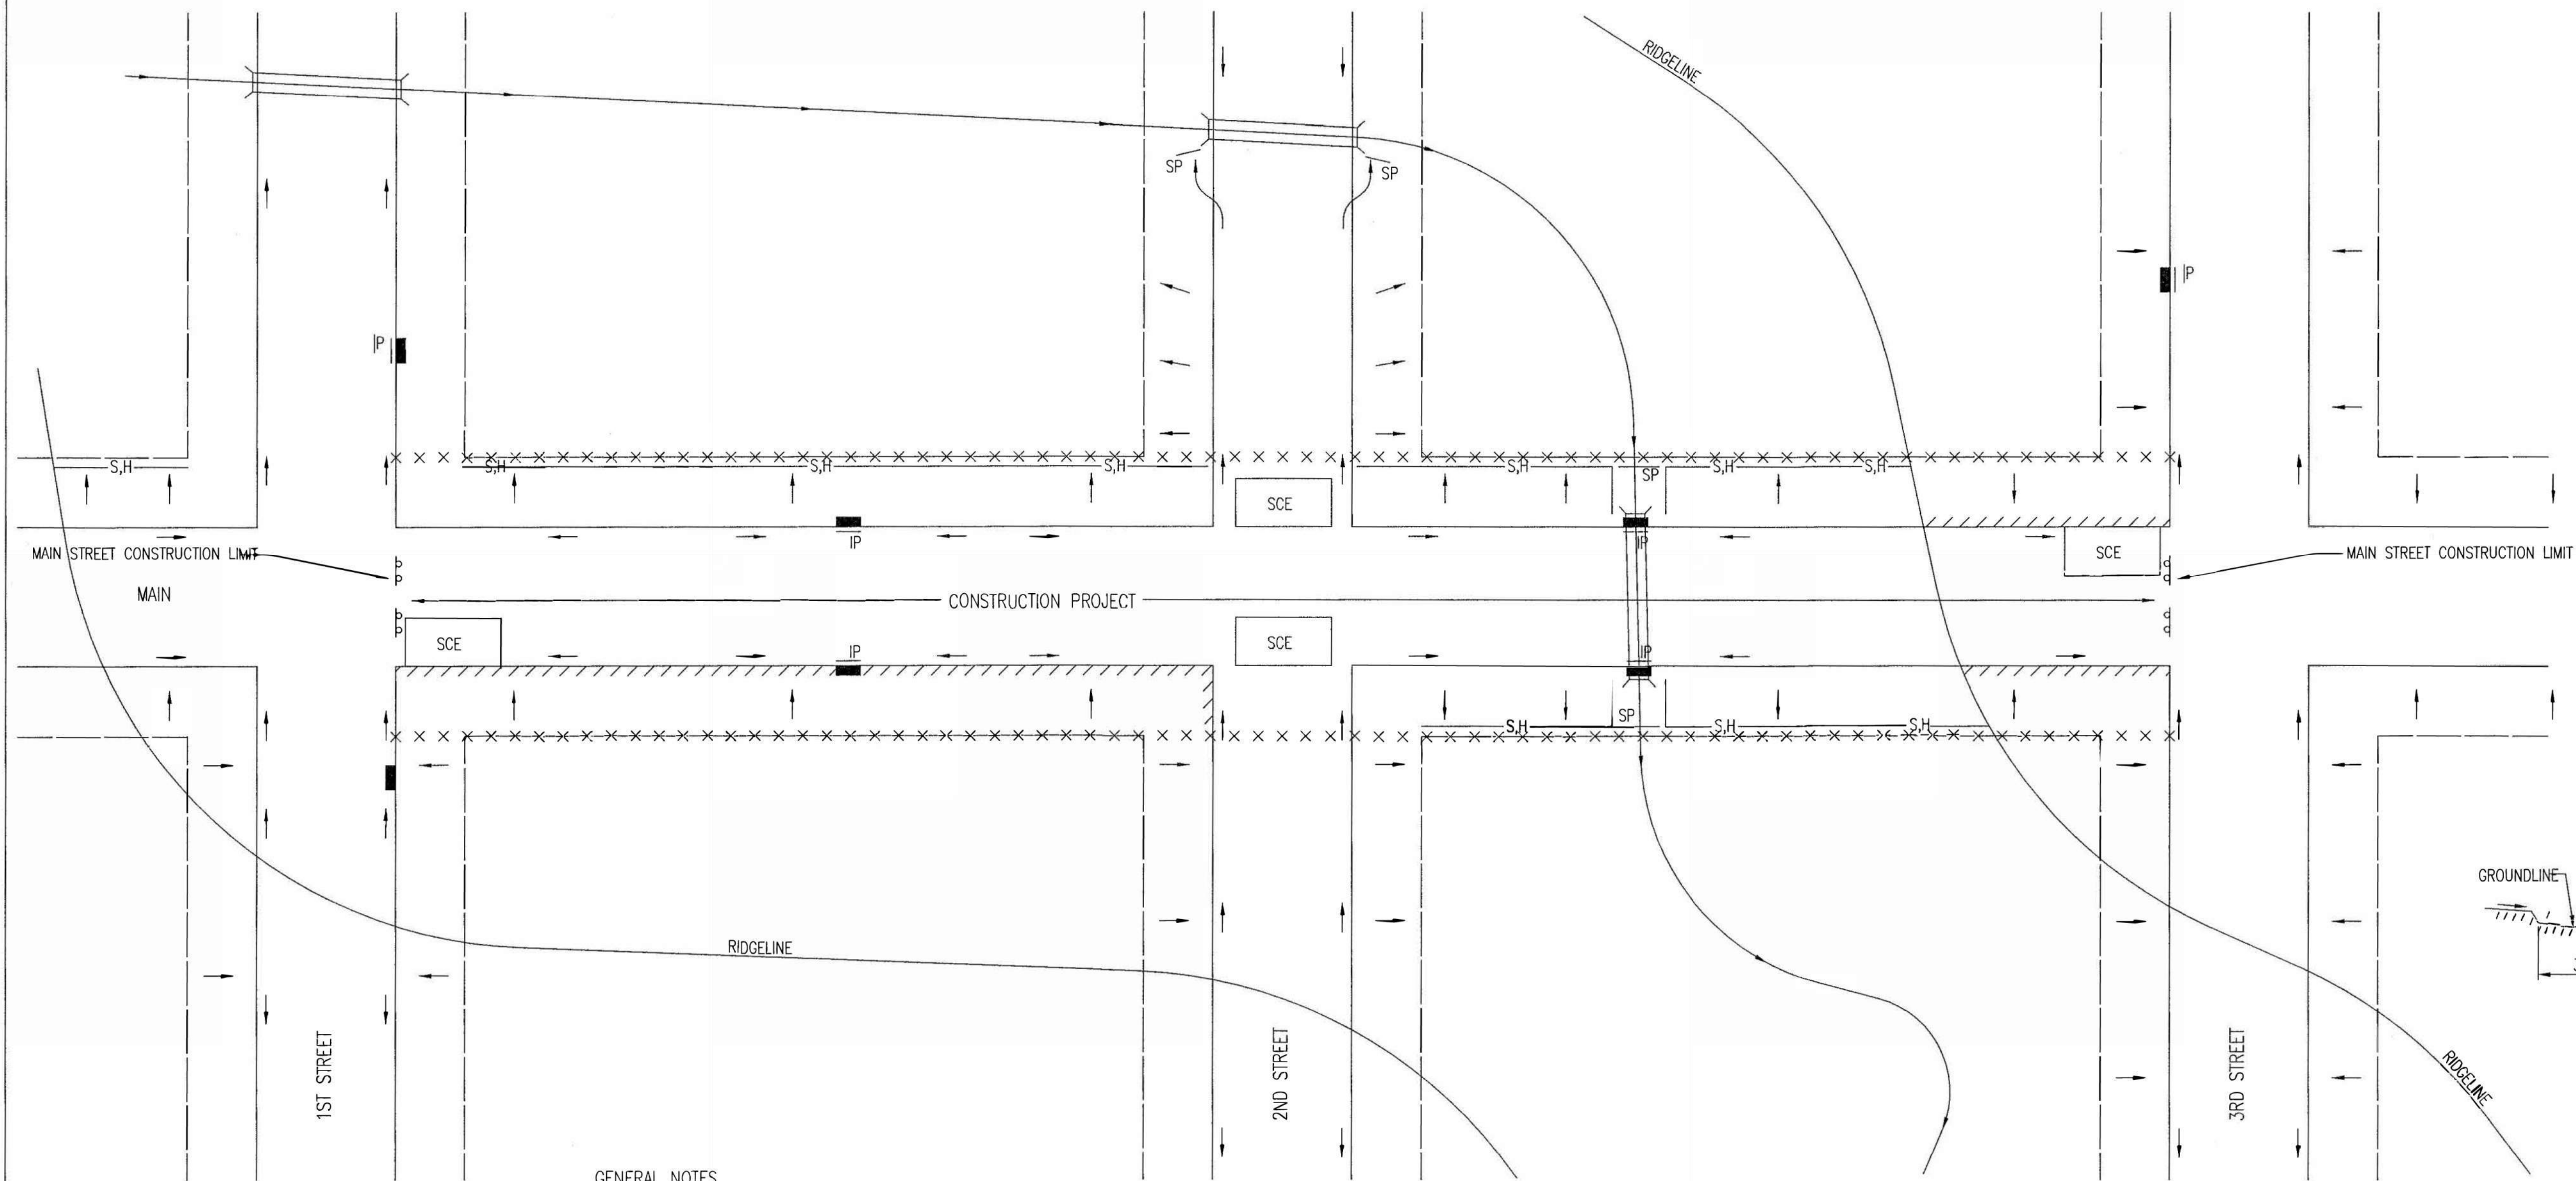 RIDGELINE
SP
SP
IP
IP
S,H
S,H
S,H
S,H
S,H
S,H
S,H
SP
SCE
MAIN STREET CONSTRUCTION LIMIT
IP
IP
SCE
MAIN STREET CONSTRUCTION LIMIT
MAIN
CONSTRUCTION PROJECT
SCE
IP
SCE
IP
SP
S,H
S,H
S,H
GROUNDLINE
RIDGELINE
1ST STREET
2ND STREET
3RD STREET
RIDGELINE
GENERAL NOTES